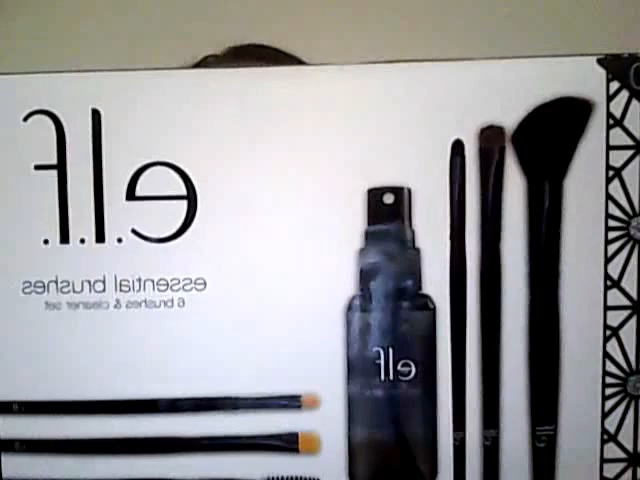 e.l.f.
essential brushes
6 brushes & cleaner set
elf